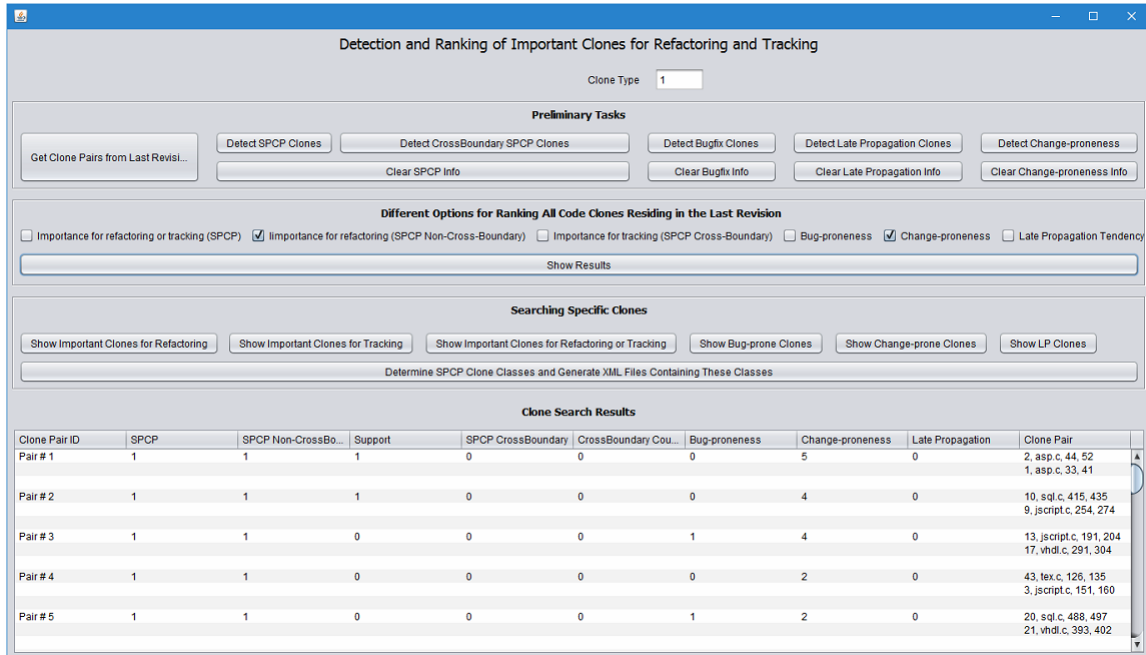 Detection and Ranking of Important Clones for Refactoring and Tracking
Clone Type 1
Preliminary Tasks
Get Clone Pairs from Last Revisi...
Detect SPCP Clones Detect CrossBoundary SPCP Clones Detect Bugfix Clones Detect Late Propagation Clones Detect Change-proneness
Clear SPCP Info Clear Bugfix Info Clear Late Propagation Info Clear Change-proneness Info
Different Options for Ranking All Code Clones Residing in the Last Revision
Importance for refactoring or tracking (SPCP) Iimportance for refactoring (SPCP Non-Cross-Boundary) Importance for tracking (SPCP Cross-Boundary) Bug-proneness Change-proneness Late Propagation Tendency
Show Results
Searching Specific Clones
Show Important Clones for Refactoring Show Important Clones for Tracking Show Important Clones for Refactoring or Tracking Show Bug-prone Clones Show Change-prone Clones Show LP Clones
Determine SPCP Clone Classes and Generate XML Files Containing These Classes
Clone Search Results
Clone Pair ID SPCP SPCP Non-CrossBo... Support SPCP CrossBoundary CrossBoundary Cou... Bug-proneness Change-proneness Late Propagation Clone Pair
Pair # 1 1 1 1 0 0 0 5 0 2, asp.c, 44, 52
1, asp.c, 33, 41
Pair # 2 1 1 1 0 0 0 4 0 10, sql.c, 415, 435
9, jscript.c, 254, 274
Pair # 3 1 1 0 0 0 1 4 0 13, jscript.c, 191, 204
17, vhdl.c, 291, 304
Pair # 4 1 1 0 0 0 0 2 0 43, tex.c, 126, 135
3, jscript.c, 151, 160
Pair # 5 1 1 0 0 0 1 2 0 20, sql.c, 488, 497
21, vhdl.c, 393, 402